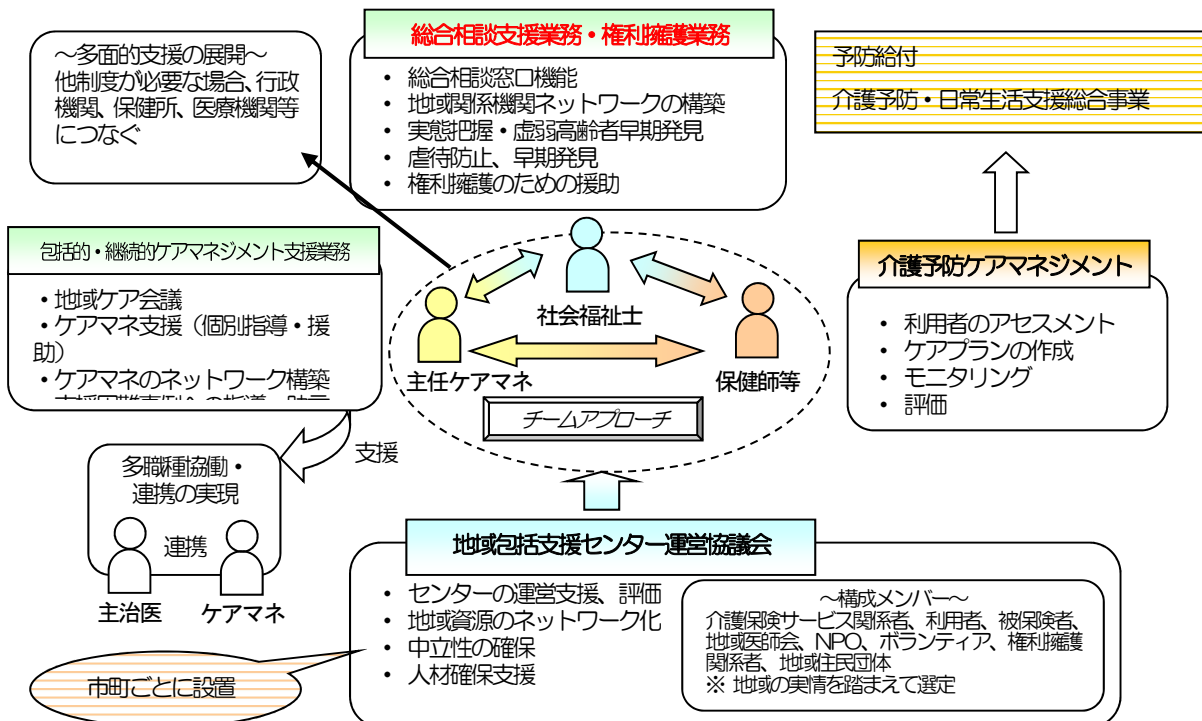 総合相談支援業務・権利擁護業務
・ 総合相談窓口機能
・ 地域関係機関ネットワークの構築
・ 実態把握・虚弱高齢者早期発見
・ 虐待防止、早期発見
・ 権利擁護のための援助
～多面的支援の展開～
他制度が必要な場合、行政
機関、保健所、医療機関等
につなぐ
予防給付
介護予防・日常生活支援総合事業
包括的・継続的ケアマネジメント支援業務
・地域ケア会議
・ケアマネ支援（個別指導・援
助）
・ケアマネのネットワーク構築
介護予防ケアマネジメント
・ 利用者のアセスメント
・ ケアプランの作成
・ モニタリング
・ 評価
社会福祉士
主任ケアマネ
保健師等
チームアプローチ
支援
多職種協働・
連携の実現
連携
主治医
ケアマネ
地域包括支援センター運営協議会
・ センターの運営支援、評価
・ 地域資源のネットワーク化
・ 中立性の確保
・ 人材確保支援
～構成メンバー～
介護保険サービス関係者、利用者、被保険者、
地域医師会、NPO、ボランティア、権利擁護
関係者、地域住民団体
※ 地域の実情を踏まえて選定
市町ごとに設置